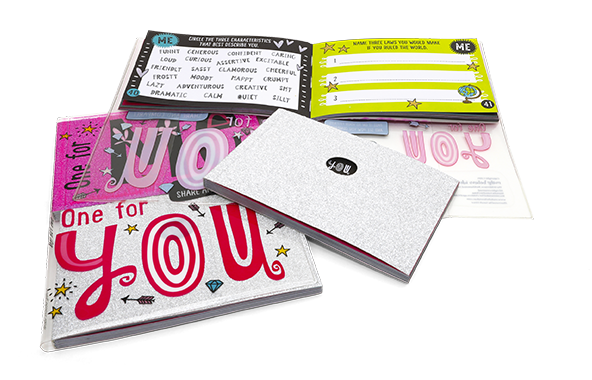 ME
CIRCLE THE THREE CHARACTERISTICS
THAT BEST DESCRIBE YOU.
FUNNY GENEROUS CONFIDENT CARING
LOUD CURIOUS ASSERTIVE EXCITABLE
FRIENDLY SASSY GLAMOROUS CHEERFUL
FROSTY MOODY HAPPY GRUMPY
LAZY ADVENTUROUS CREATIVE SHY
DRAMATIC CALM QUIET SILLY
40
NAME THREE LAWS YOU WOULD MAKE
IF YOU RULED THE WORLD.
ME
1
2
3
41
One for
YOU
SHARE
YOU
One for
YOU